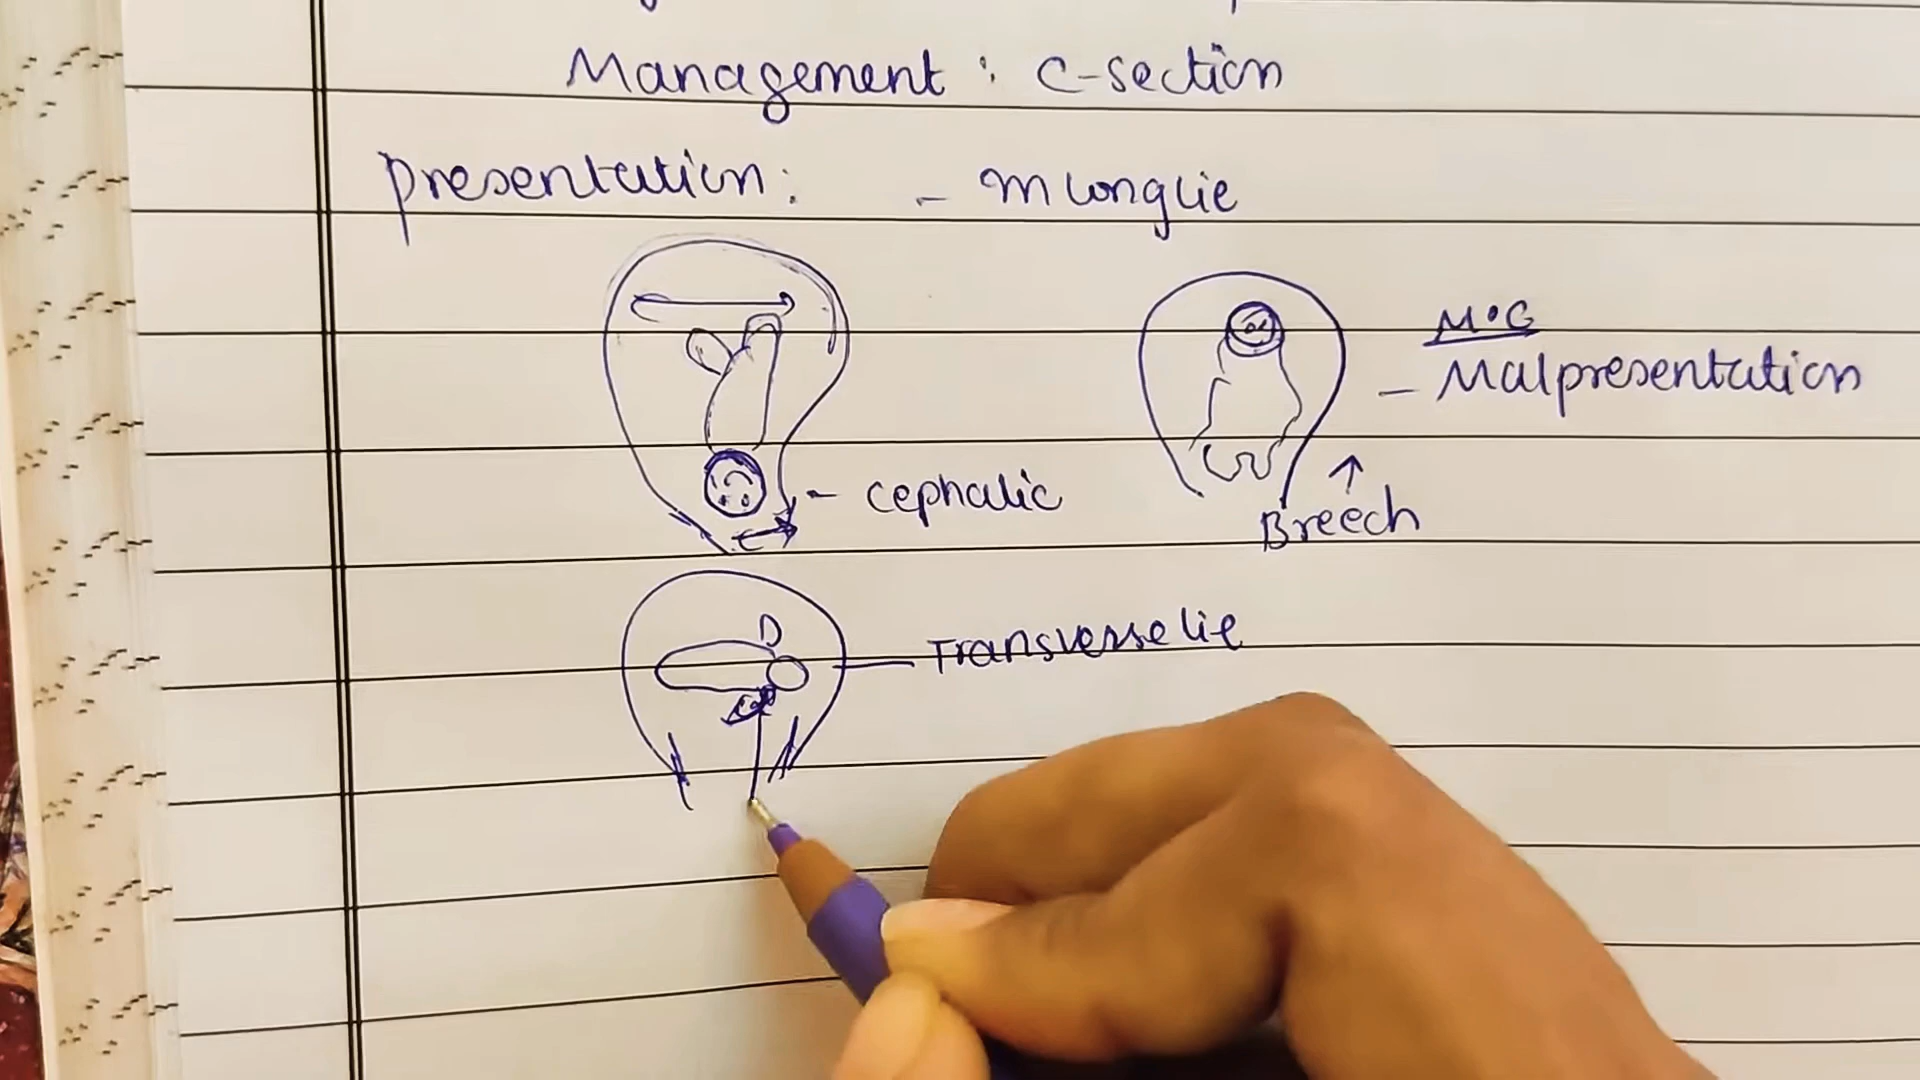 Management : C-section
Presentation: - m longlie
M.C
- Malpresentation
- cephalic
Breech
Transverse lie